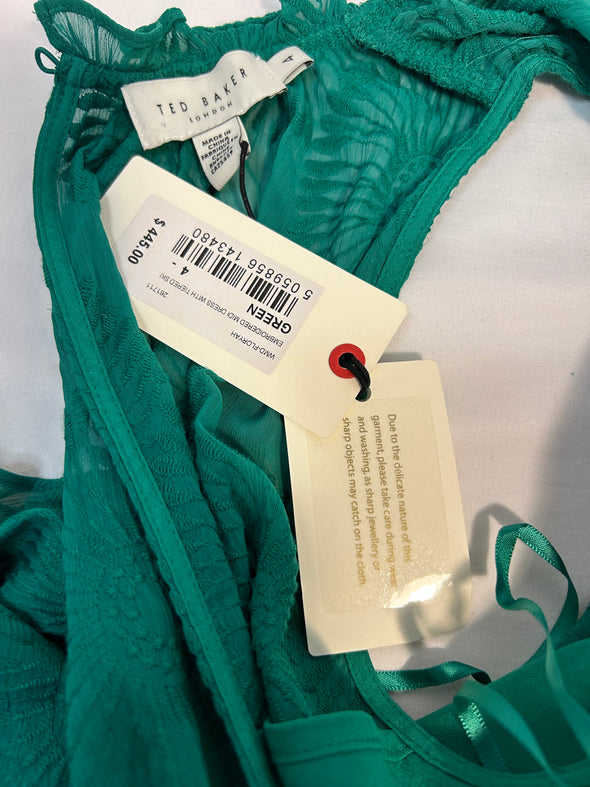 TED BAKER
LONDON
4
MADE IN
CHINA
$ 445.00
5 059856 143480
4 -
GREEN
EMBROIDERED MIDI DRESS WITH TIERED SKI
WMD-FLORYAH
261711
Due to the delicate nature of this
garment, please take care during wear
and washing, as sharp jewellery or
sharp objects may catch on the cloth.